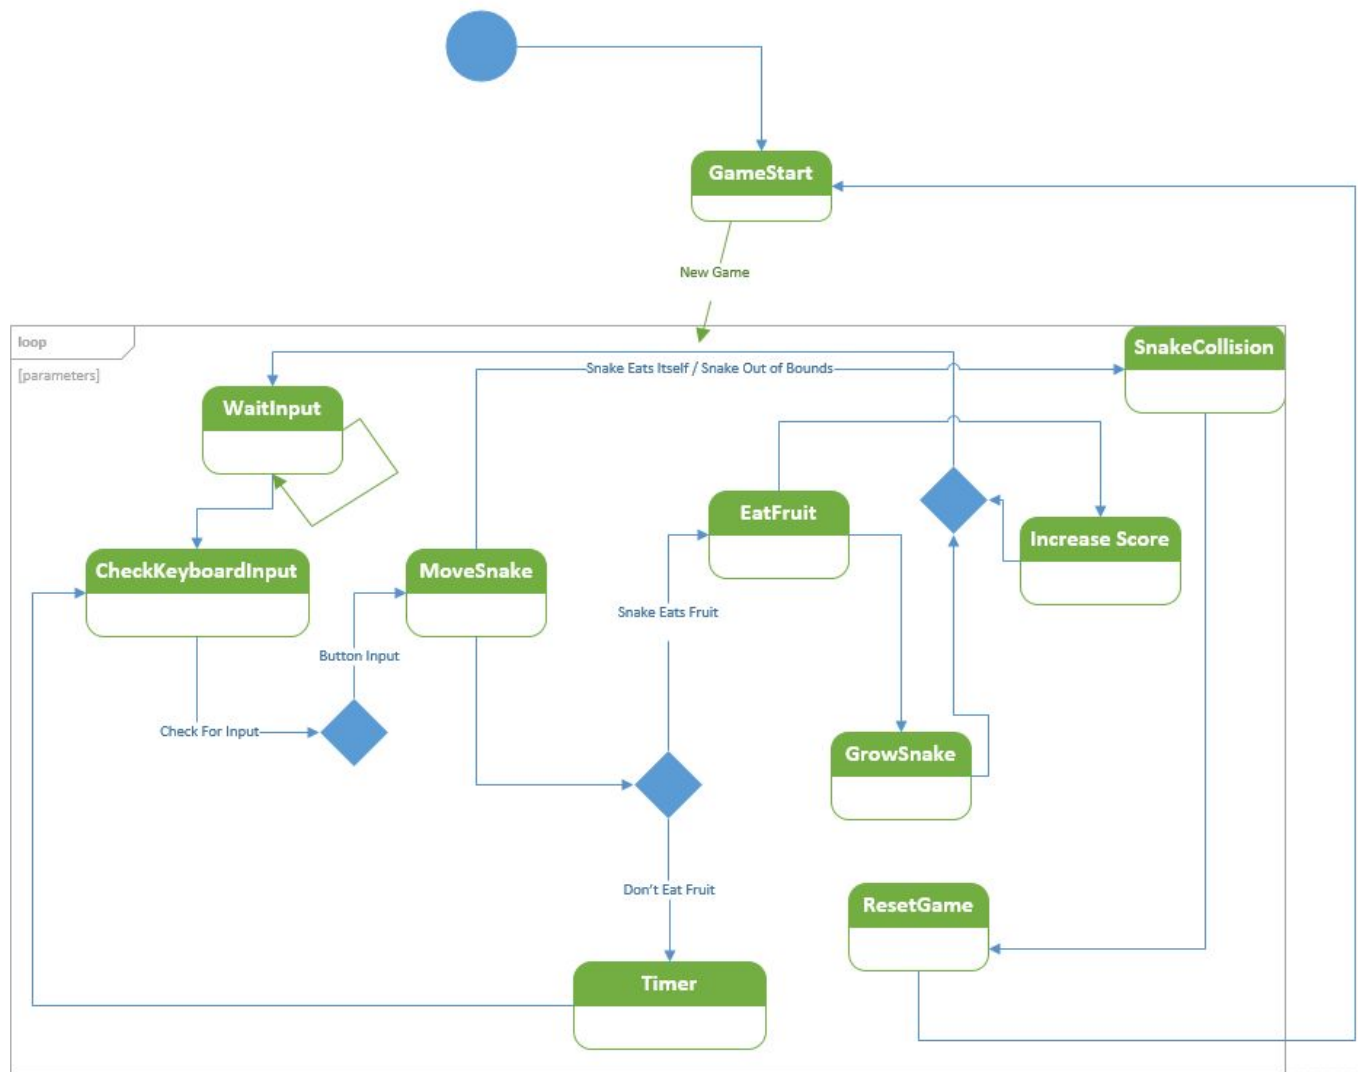 GameStart
New Game
loop
[parameters]
SnakeCollision
Snake Eats Itself / Snake Out of Bounds
WaitInput
EatFruit
Increase Score
CheckKeyboardInput
MoveSnake
Snake Eats Fruit
Button Input
Check For Input
GrowSnake
Don't Eat Fruit
ResetGame
Timer